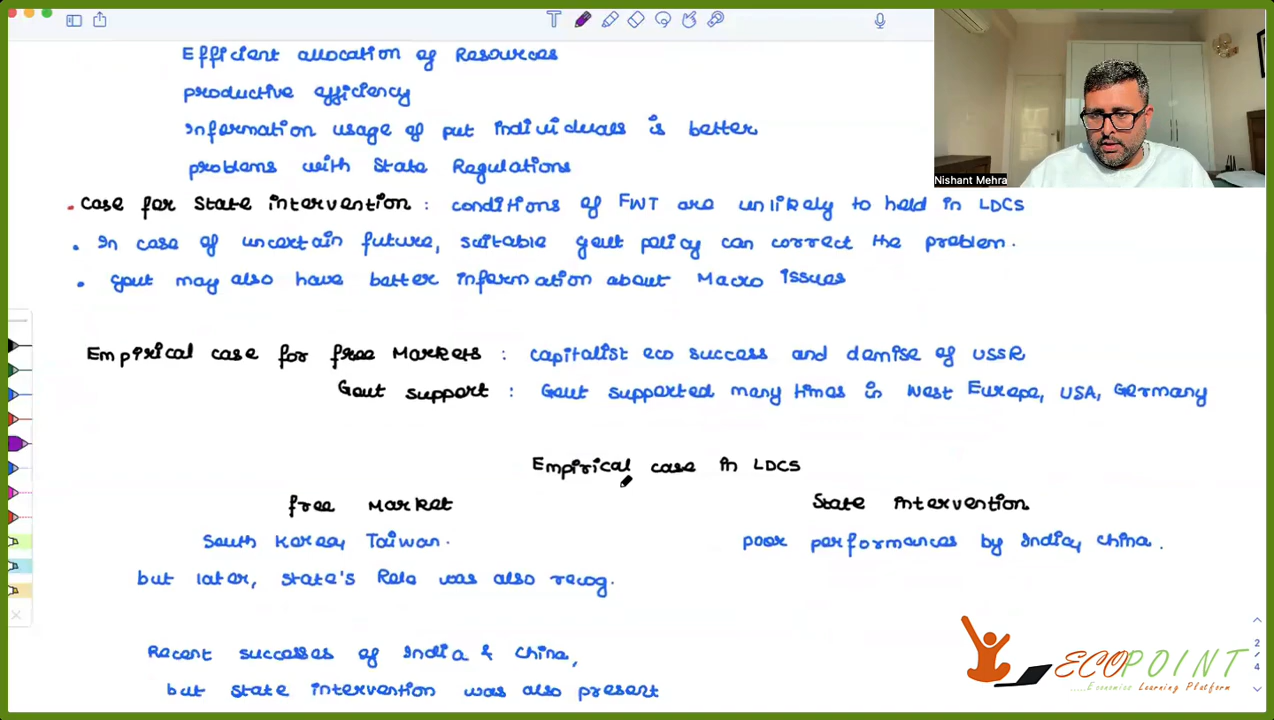 Efficient allocation of Resources
productive efficiency
Information usage of put individuals is better
problems with State Regulations
Case for State intervention : conditions of FWT are unlikely to held in LDCS
In case of uncertain future, suitable govt policy can correct the problem.
govt may also have better information about Macro issues
Empirical case for free Markets : capitalist eco success and demise of USSR
Govt support : Govt supported many times in West Europe, USA, Germany
Empirical case in LDCS
free Market
State intervention
South Korea, Taiwan.
poor performances by India, China.
but later, State's Role was also recog.
Recent successes of India & China,
but state intervention was also present
Nishant Mehra
ECOPOINT
.....Economics Learning Platform
2
4